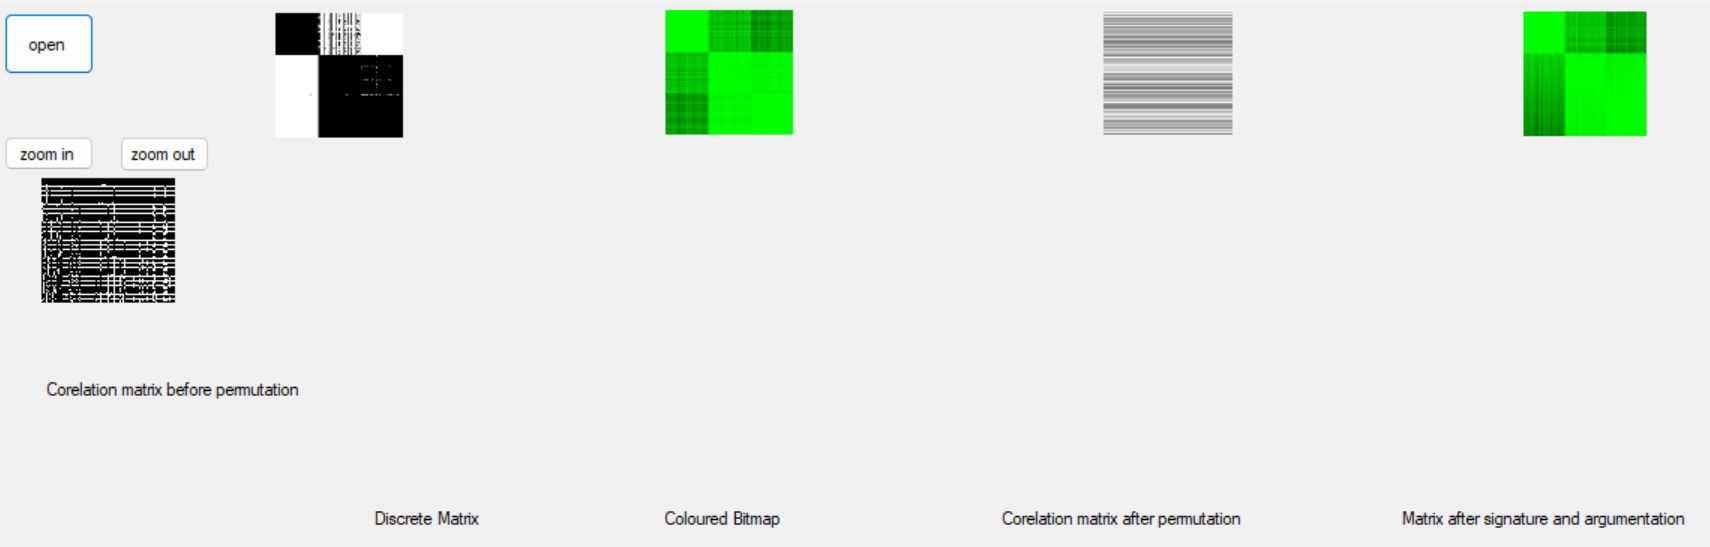 open
zoom in
zoom out
Corelation matrix before permutation
Discrete Matrix
Coloured Bitmap
Corelation matrix after permutation
Matrix after signature and argumentation